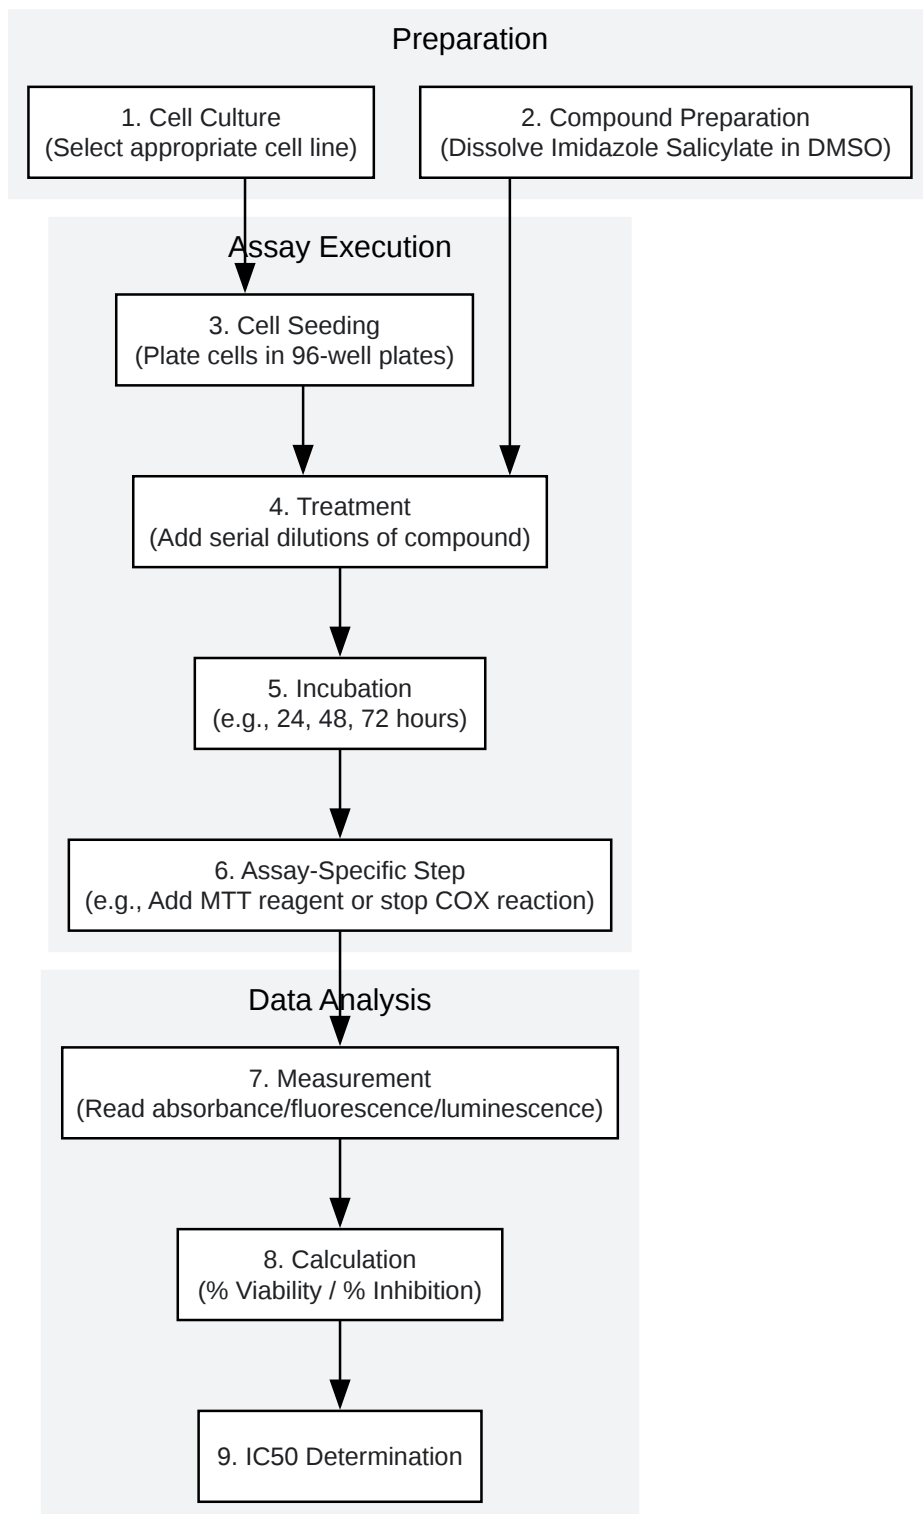 Preparation
1. Cell Culture
(Select appropriate cell line)
2. Compound Preparation
(Dissolve Imidazole Salicylate in DMSO)
Assay Execution
3. Cell Seeding
(Plate cells in 96-well plates)
4. Treatment
(Add serial dilutions of compound)
5. Incubation
(e.g., 24, 48, 72 hours)
6. Assay-Specific Step
(e.g., Add MTT reagent or stop COX reaction)
Data Analysis
7. Measurement
(Read absorbance/fluorescence/luminescence)
8. Calculation
(% Viability / % Inhibition)
9. IC50 Determination